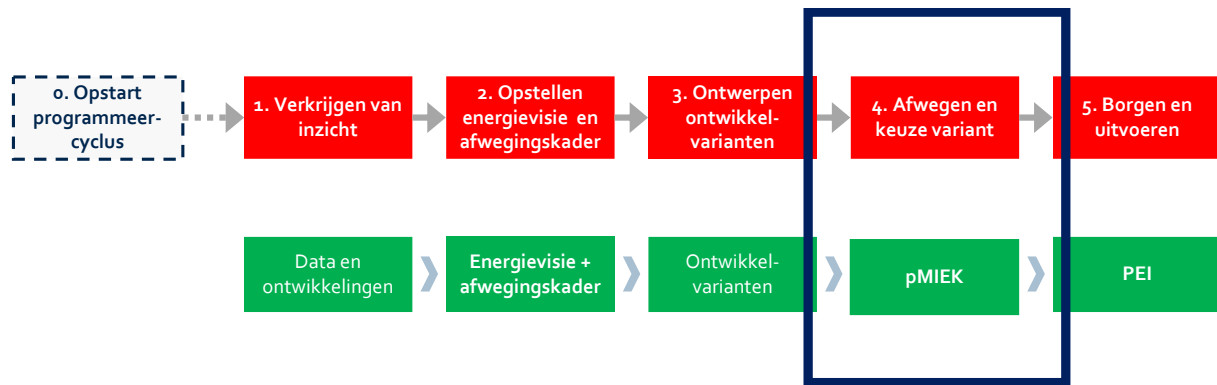 0. Opstart
programmeer-
cyclus
1. Verkrijgen van
inzicht
2. Opstellen
energievisie en
afwegingskader
3. Ontwerpen
ontwikkel-
varianten
4. Afwegen en
keuze variant
5. Borgen en
uitvoeren
Data en
ontwikkelingen
Energievisie +
afwegingskader
Ontwikkel-
varianten
pMIEK
PEI